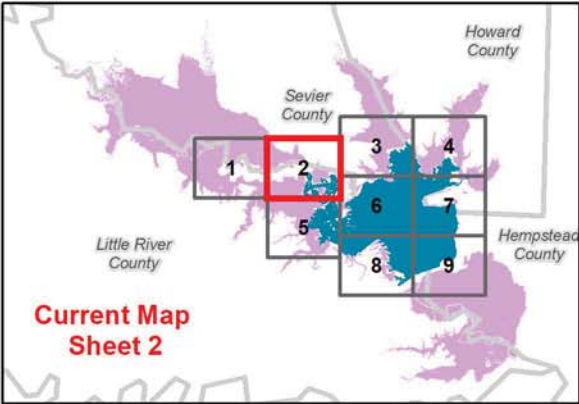 Howard
County
Sevier
County
3
4
1
2
6
7
5
Little River
County
Hempstead
County
8
9
Current Map
Sheet 2